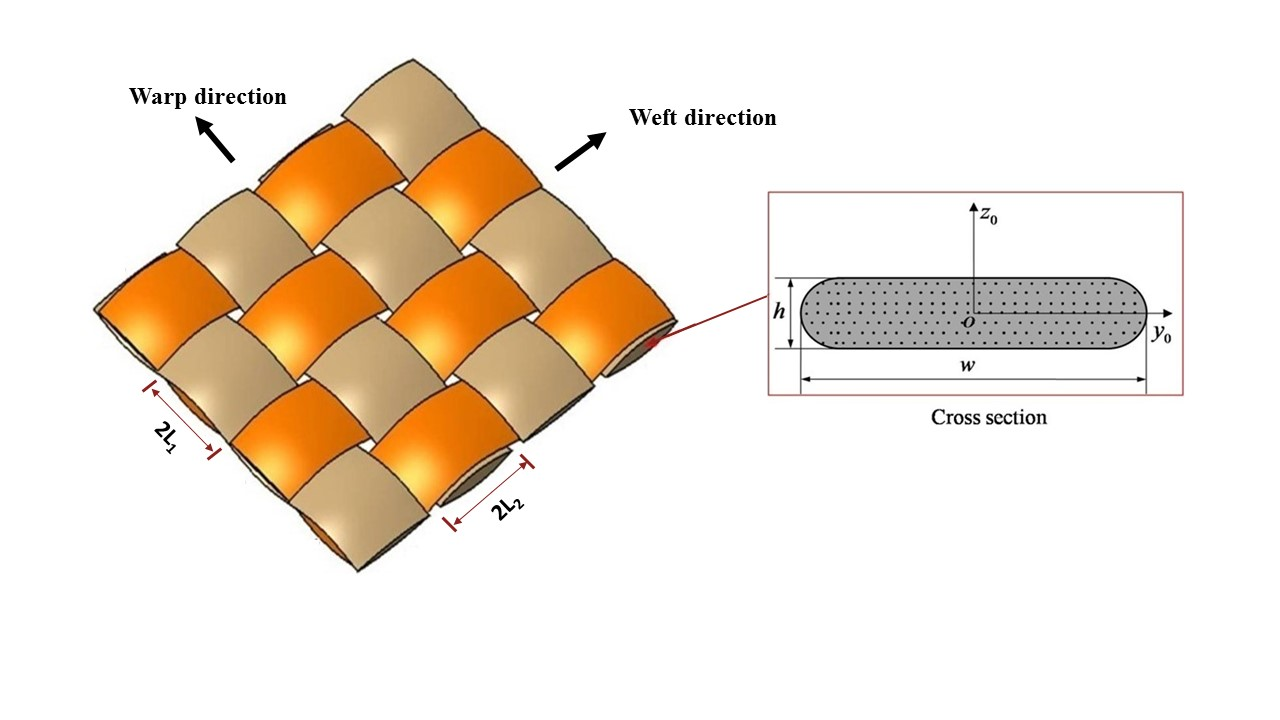 Warp direction
Weft direction
z₀
h
o
y₀
w
Cross section
2L₁
2L₂